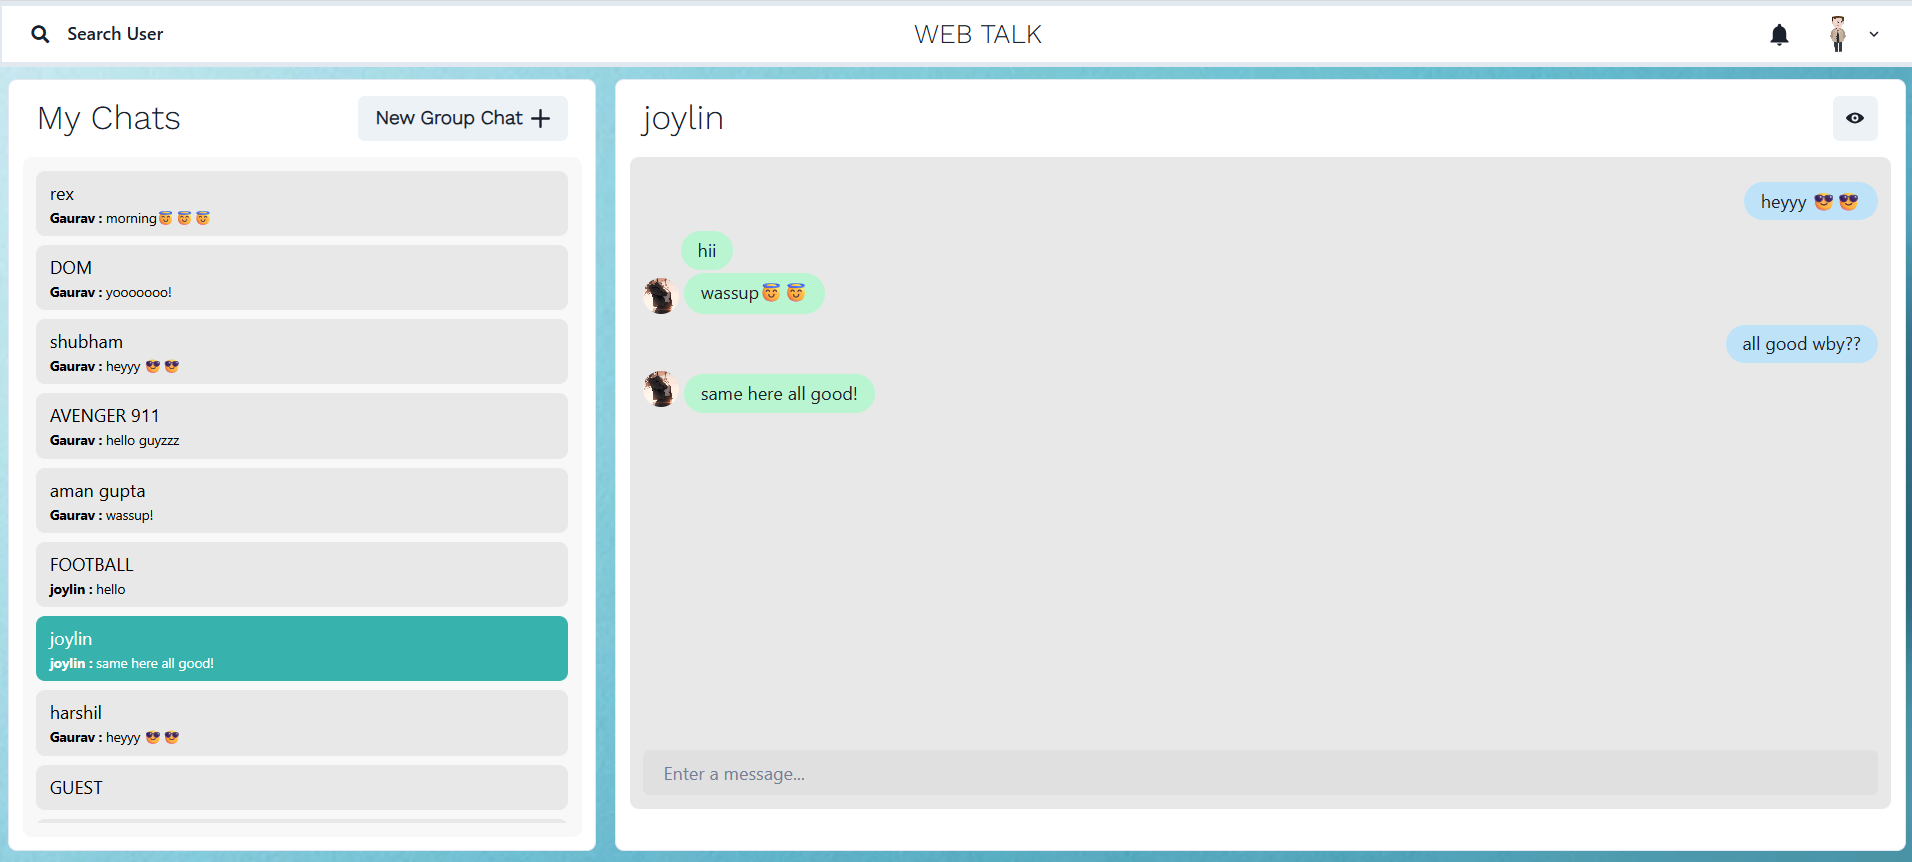 Search User
WEB TALK
My Chats
New Group Chat
rex
Gaurav : morning😇😇😇
DOM
Gaurav : yooooooo!
shubham
Gaurav : heyyy 😎😎
AVENGER 911
Gaurav : hello guyzzz
aman gupta
Gaurav : wassup!
FOOTBALL
joylin : hello
joylin
joylin : same here all good!
harshil
Gaurav : heyyy 😎😎
GUEST
joylin
heyyy 😎😎
hii
wassup😇😇
all good wby??
same here all good!
Enter a message...